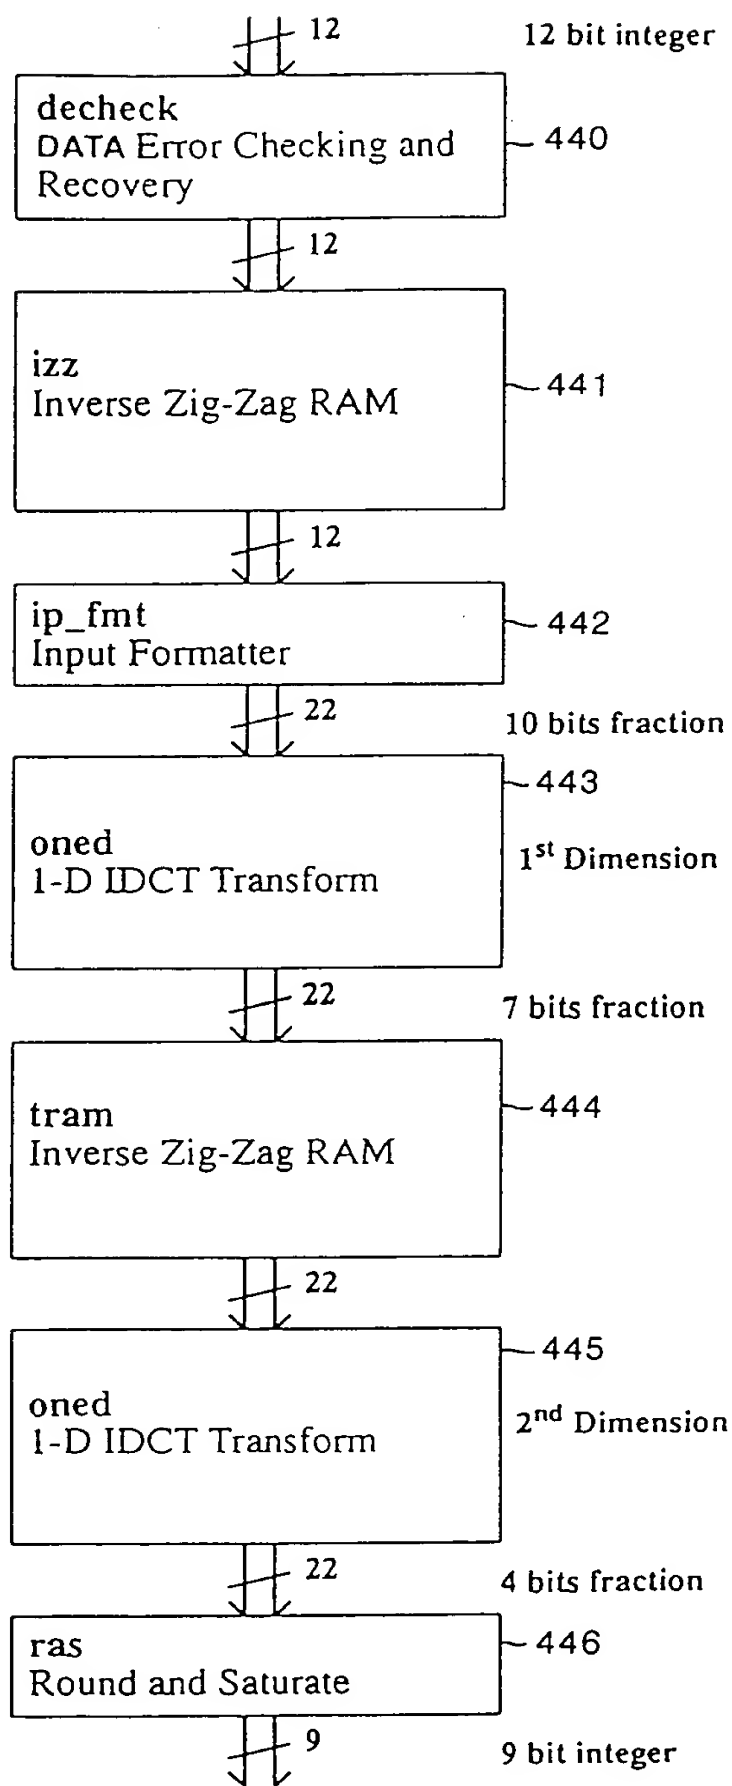 12
12 bit integer
decheck
DATA Error Checking and
Recovery
440
12
izz
Inverse Zig-Zag RAM
441
12
ip_fmt
Input Formatter
442
22
10 bits fraction
443
oned
1-D IDCT Transform
1st Dimension
22
7 bits fraction
tram
Inverse Zig-Zag RAM
444
22
445
oned
1-D IDCT Transform
2nd Dimension
22
4 bits fraction
ras
Round and Saturate
446
9
9 bit integer